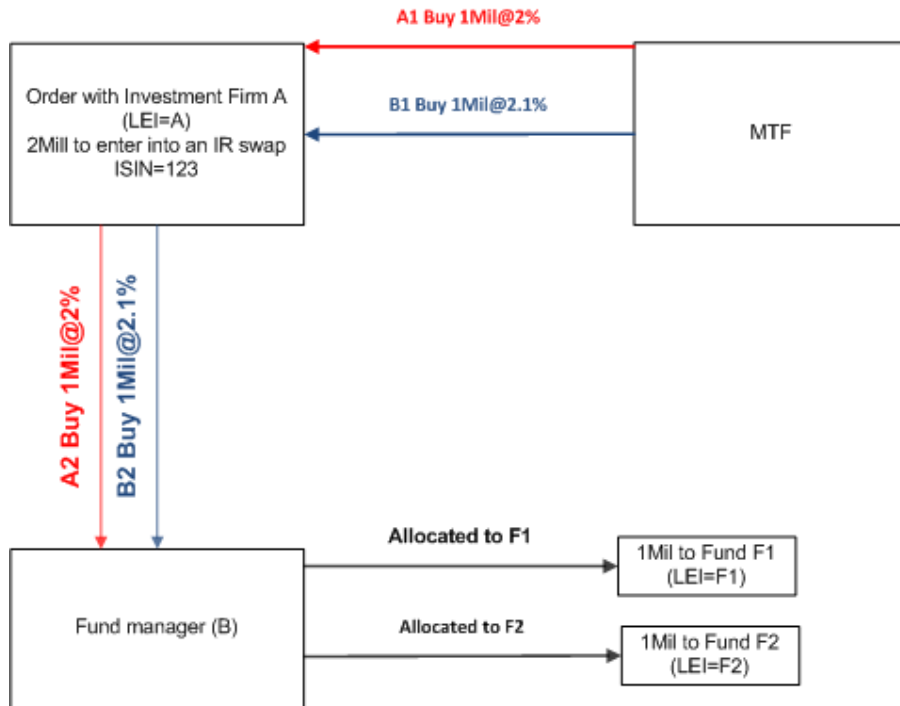 A1 Buy 1Mil@2%
Order with Investment Firm A
(LEI=A)
2Mill to enter into an IR swap
ISIN=123
B1 Buy 1Mil@2.1%
MTF
A2 Buy 1Mil@2%
B2 Buy 1Mil@2.1%
Fund manager (B)
Allocated to F1
1Mil to Fund F1
(LEI=F1)
Allocated to F2
1Mil to Fund F2
(LEI=F2)